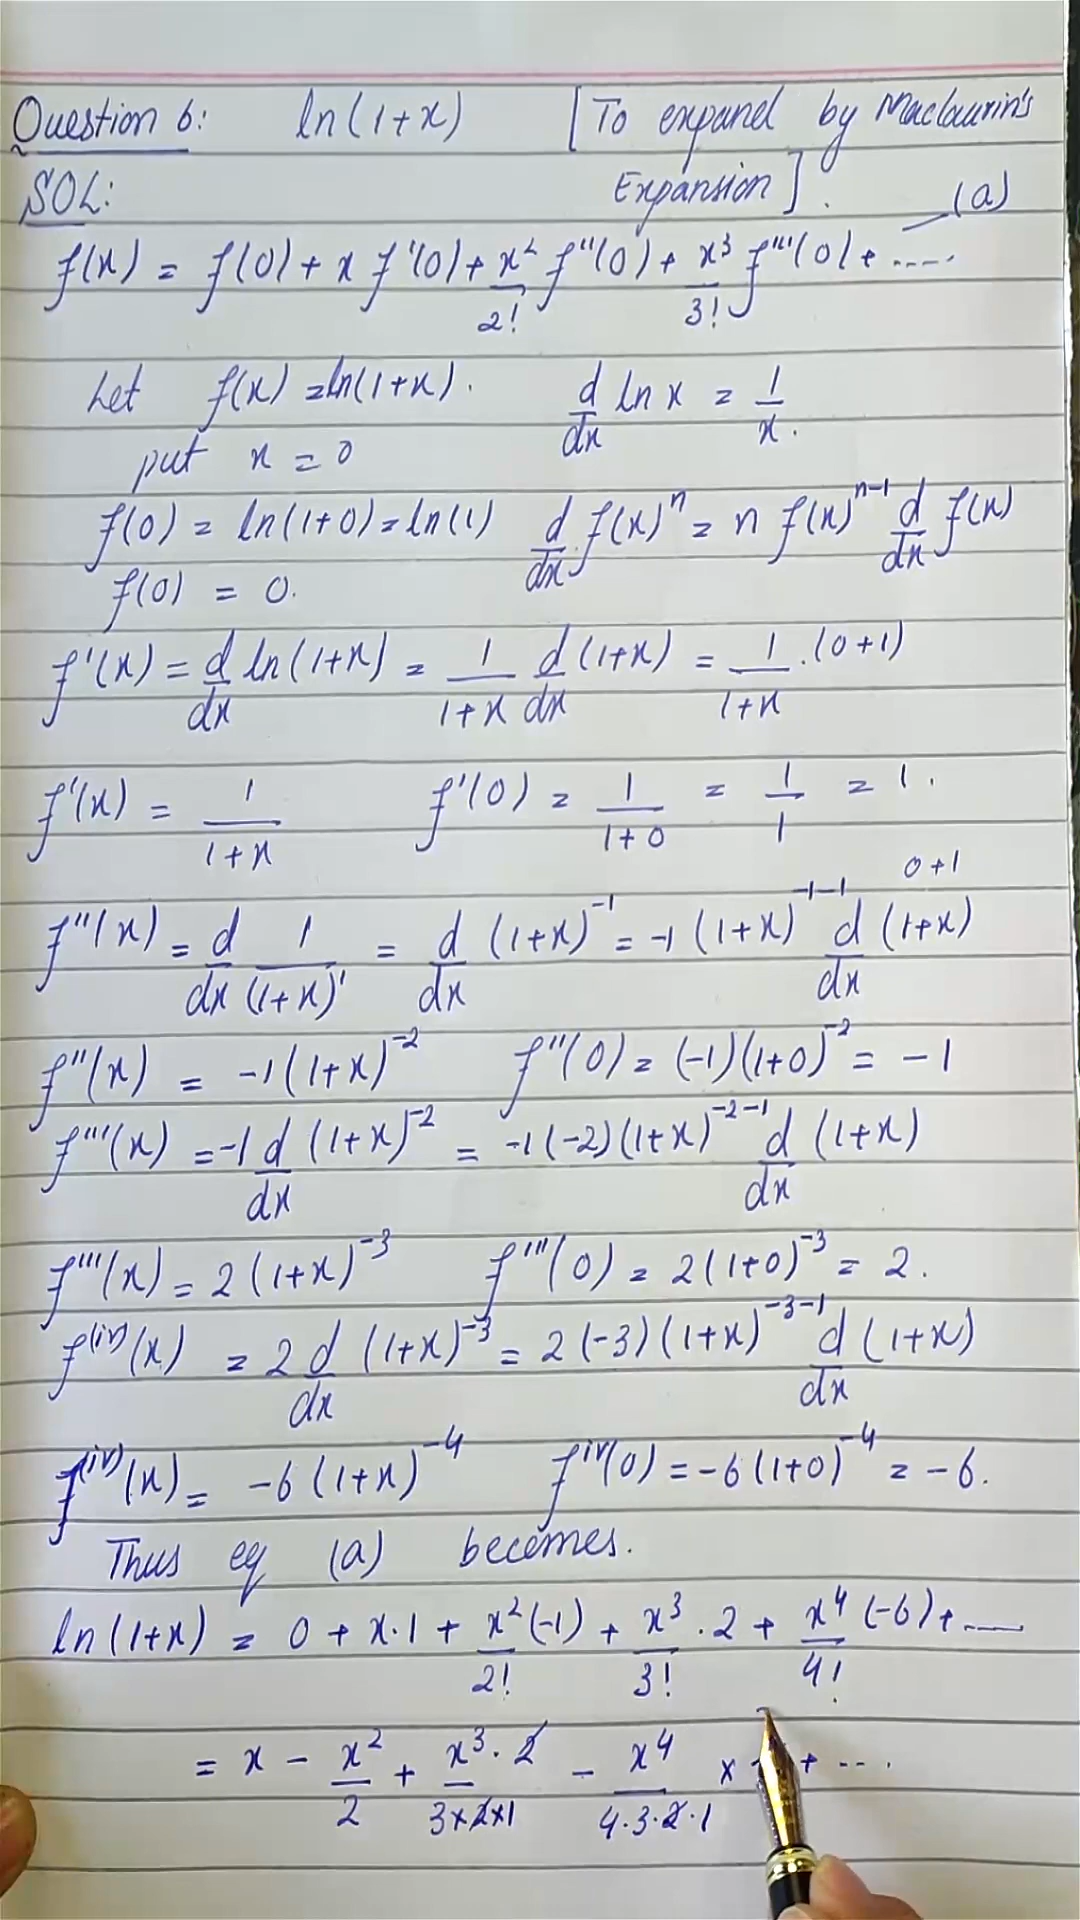 Question 6: ln(1+x) [To expand by Maclaurin's
Expansion].
SOL: (a)
f(x) = f(0) + x f'(0) + x²/2! f''(0) + x³/3! f'''(0) + .....
Let f(x) = ln(1+x). d/dx ln x = 1/x.
put x = 0
f(0) = ln(1+0) = ln(1) d/dx f(x)ⁿ = n f(x)ⁿ⁻¹ d/dx f(x)
f(0) = 0.
f'(x) = d/dx ln(1+x) = 1/1+x d/dx (1+x) = 1/1+x . (0+1)
f'(x) = 1/1+x f'(0) = 1/1+0 = 1/1 = 1.
0+1
f''(x) = d/dx 1/(1+x)¹ = d/dx (1+x)⁻¹ = -1(1+x)⁻¹⁻¹ d/dx (1+x)
f''(x) = -1(1+x)⁻² f''(0) = (-1)(1+0)⁻² = -1
f'''(x) = -1 d/dx (1+x)⁻² = -1(-2)(1+x)⁻²⁻¹ d/dx (1+x)
f'''(x) = 2(1+x)⁻³ f'''(0) = 2(1+0)⁻³ = 2.
f⁽ⁱᵛ⁾(x) = 2 d/dx (1+x)⁻³ = 2(-3)(1+x)⁻³⁻¹ d/dx (1+x)
f⁽ⁱᵛ⁾(x) = -6(1+x)⁻⁴ fⁱᵛ(0) = -6(1+0)⁻⁴ = -6.
Thus eq (a) becomes.
ln(1+x) = 0 + x.1 + x²/2! (-1) + x³/3! . 2 + x⁴/4! (-6) + ....
= x - x²/2 + x³.2/3×2×1 - x⁴/4.3.2.1 × + ....